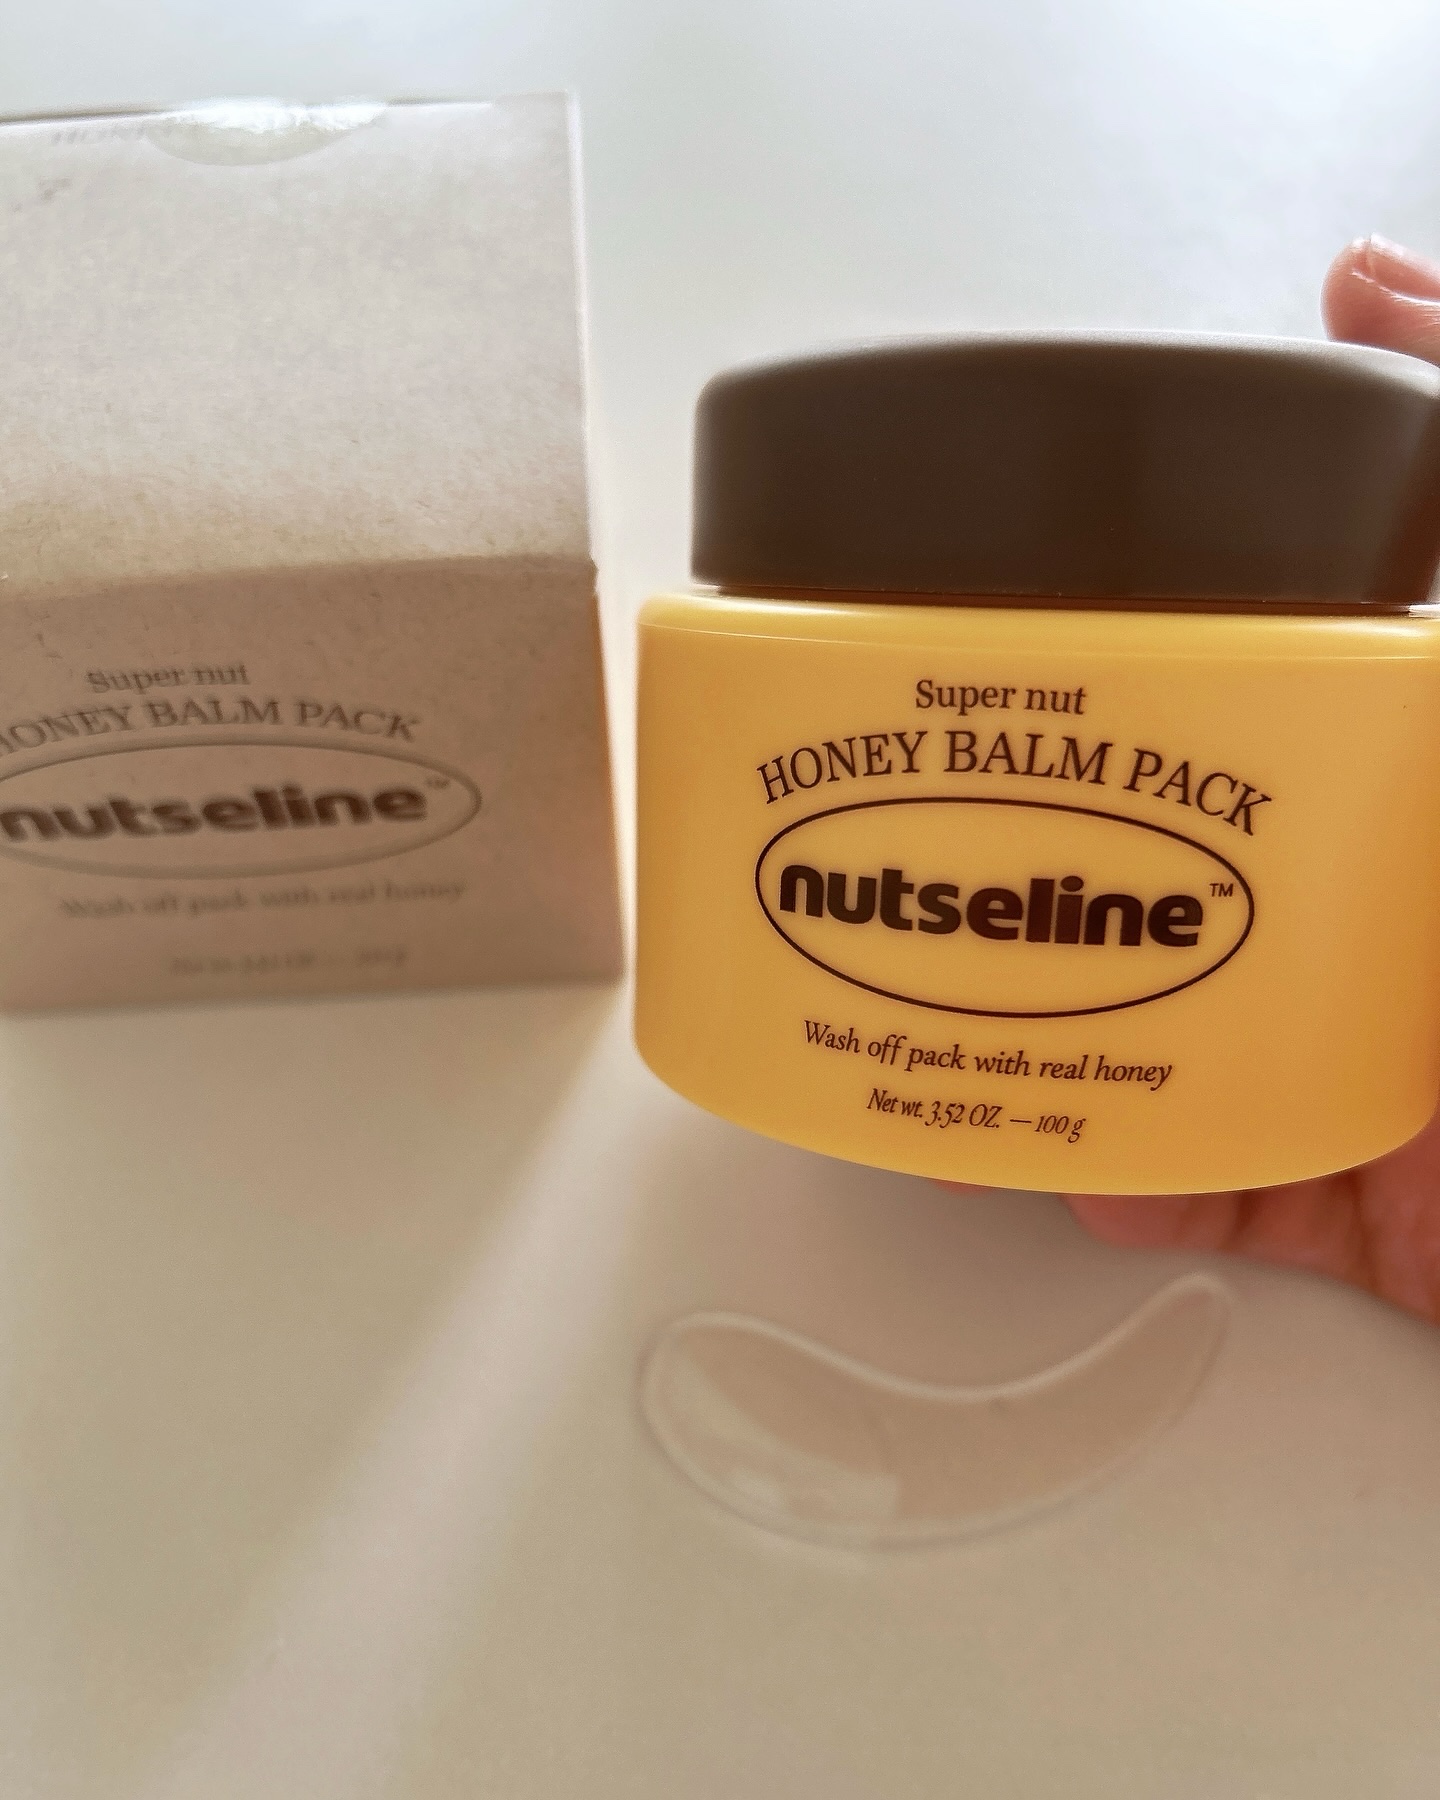 Super nut
HONEY BALM PACK
nutseline™
Wash off pack with real honey
Super nut
HONEY BALM PACK
nutseline™
Wash off pack with real honey
Net wt. 3.52 OZ. — 100 g